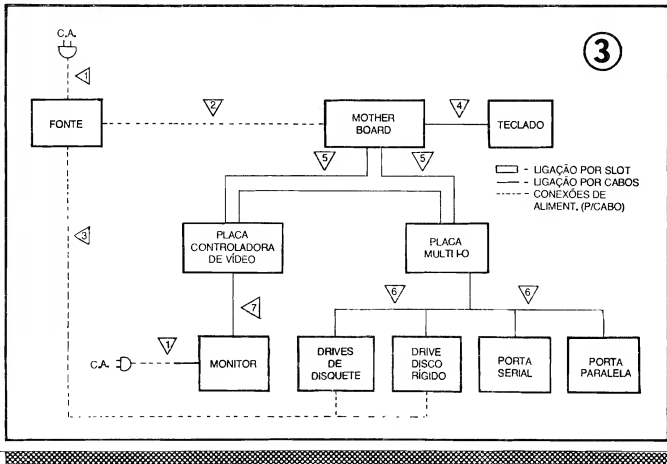 C.A.
3
1
2
4
FONTE
MOTHER
BOARD
TECLADO
5
5
- LIGAÇÃO POR SLOT
- LIGAÇÃO POR CABOS
- CONEXÕES DE
ALIMENT. (P/CABO)
3
PLACA
CONTROLADORA
DE VÍDEO
PLACA
MULTI I-O
7
6
6
1
C.A.
MONITOR
DRIVES
DE
DISQUETE
DRIVE
DISCO
RÍGIDO
PORTA
SERIAL
PORTA
PARALELA